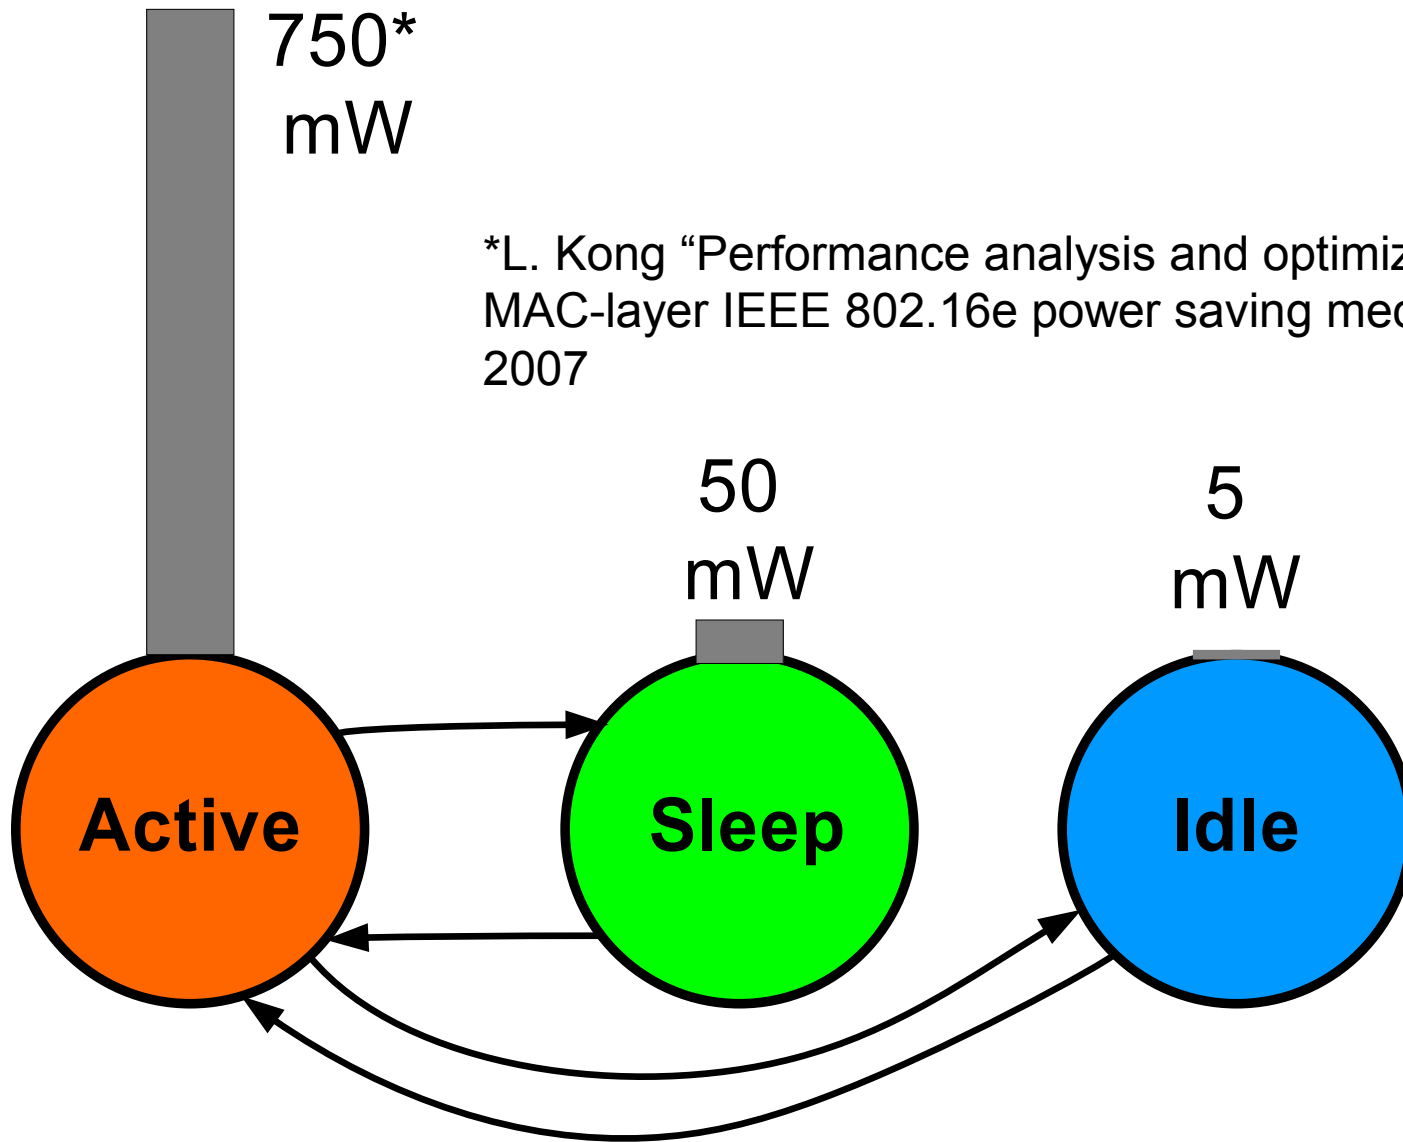 750*
mW
*L. Kong “Performance analysis and optimiz
MAC-layer IEEE 802.16e power saving mec
2007
50
mW
5
mW
Active
Sleep
Idle